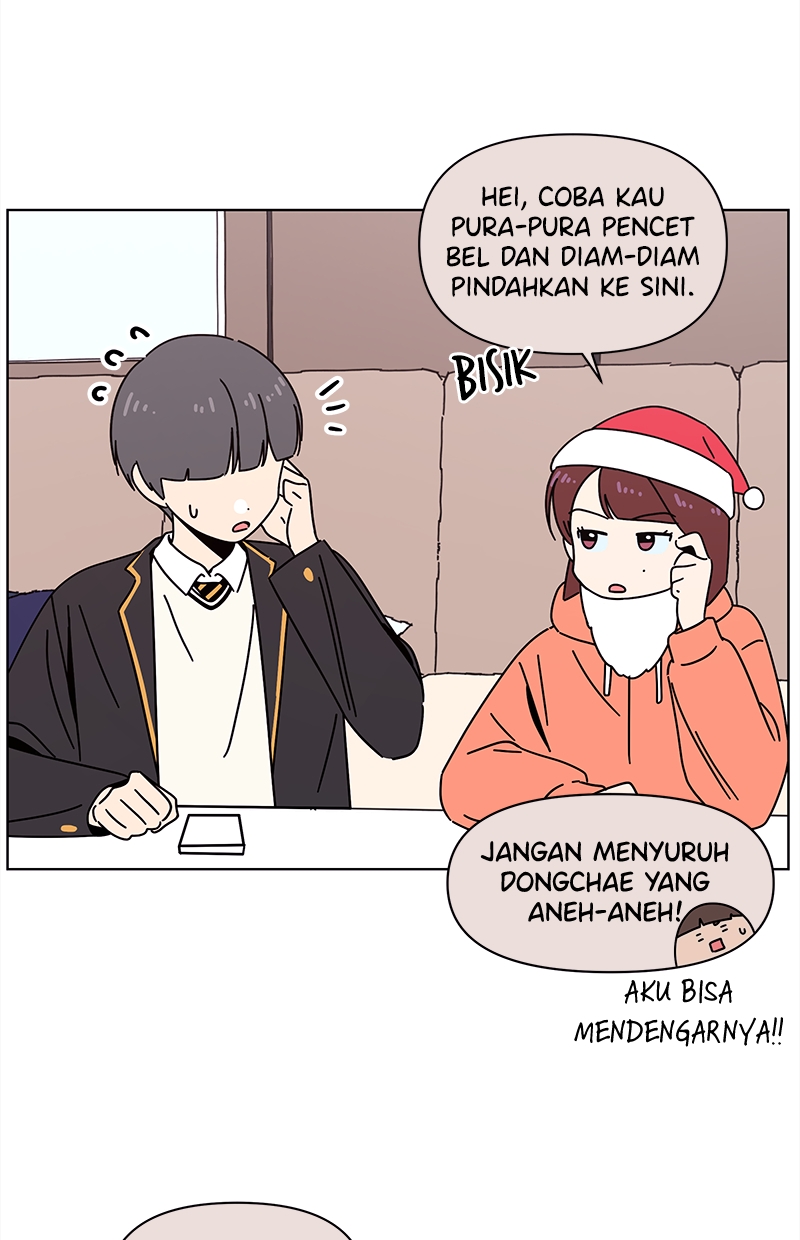 HEI, COBA KAU
PURA-PURA PENCET
BEL DAN DIAM-DIAM
PINDAHKAN KE SINI.
BISIK
JANGAN MENYURUH
DONGCHAE YANG
ANEH-ANEH!
AKU BISA
MENDENGARNYA!!